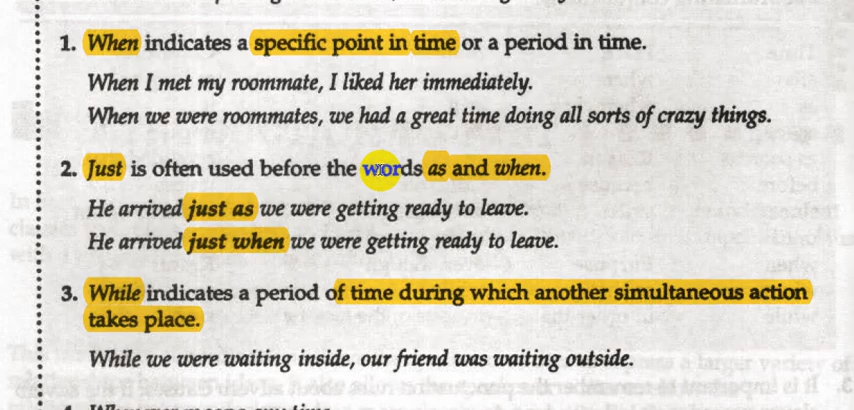 1. When indicates a specific point in time or a period in time.
When I met my roommate, I liked her immediately.
When we were roommates, we had a great time doing all sorts of crazy things.
2. Just is often used before the words as and when.
He arrived just as we were getting ready to leave.
He arrived just when we were getting ready to leave.
3. While indicates a period of time during which another simultaneous action
takes place.
While we were waiting inside, our friend was waiting outside.